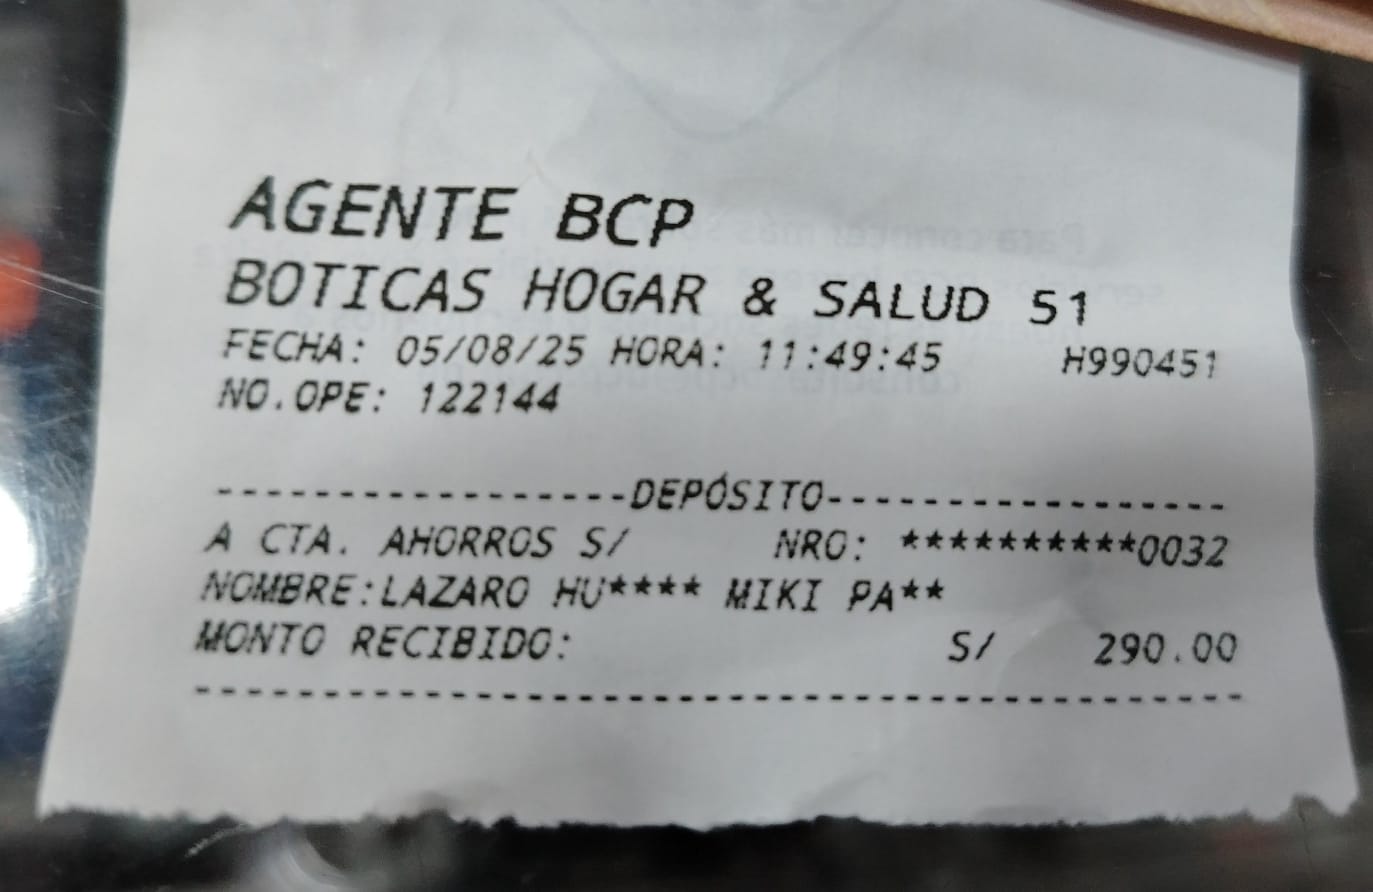 AGENTE BCP
BOTICAS HOGAR & SALUD 51
FECHA: 05/08/25 HORA: 11:49:45 H990451
NO.OPE: 122144
-----------------DEPÓSITO-----------------
A CTA. AHORROS S/ NRO: **********0032
NOMBRE:LAZARO HU**** MIKI PA**
MONTO RECIBIDO: S/ 290.00
-------------------------------------------